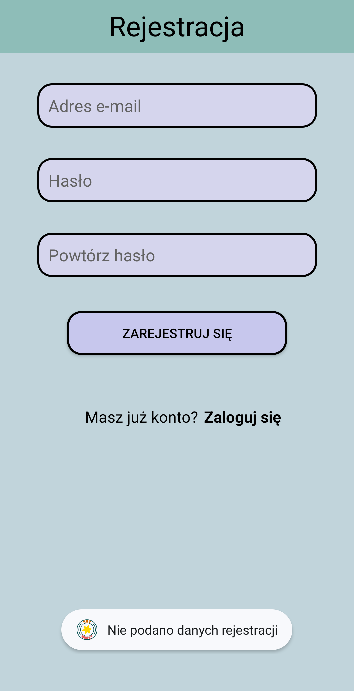 Rejestracja
Adres e-mail
Hasło
Powtórz hasło
ZAREJESTRUJ SIĘ
Masz już konto? Zaloguj się
Nie podano danych rejestracji